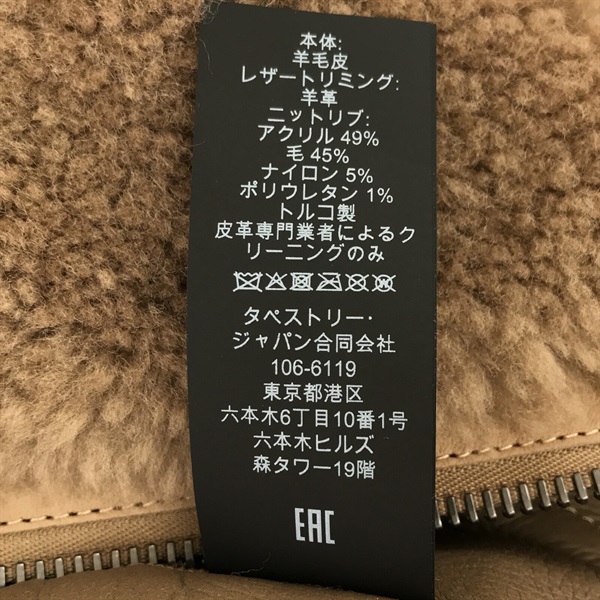 本体:
羊毛皮
レザートリミング:
羊革
ニットリブ:
アクリル 49%
毛 45%
ナイロン 5%
ポリウレタン 1%
トルコ製
皮革専門業者によるク
リーニングのみ
タペストリー・
ジャパン合同会社
106-6119
東京都港区
六本木6丁目10番1号
六本木ヒルズ
森タワー19階
EAC